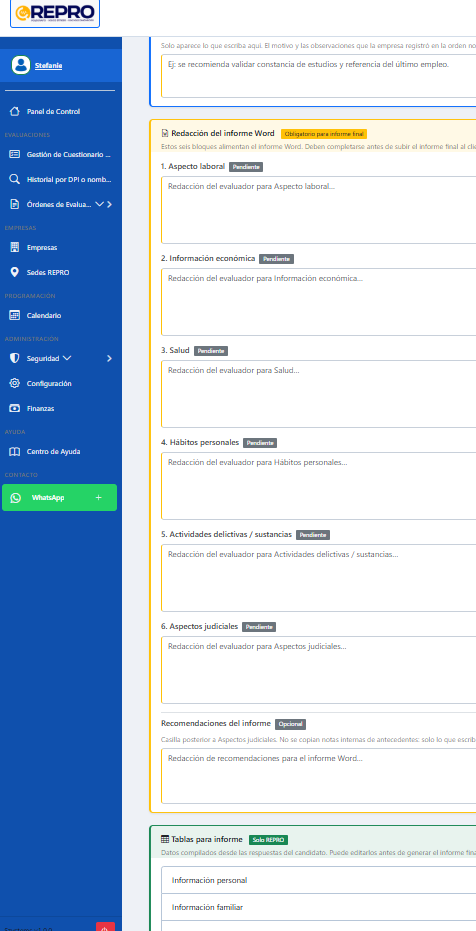 REPRO
Stefanie
Panel de Control
EVALUACIONES
Gestión de Cuestionario ...
Historial por DPI o nomb...
Órdenes de Evalua...
EMPRESAS
Empresas
Sedes REPRO
PROGRAMACIÓN
Calendario
ADMINISTRACIÓN
Seguridad
Configuración
Finanzas
AYUDA
Centro de Ayuda
CONTACTO
WhatsApp +
Solo aparece lo que escriba aquí. El motivo y las observaciones que la empresa registró en la orden no
Ej: se recomienda validar constancia de estudios y referencia del último empleo.
Redacción del informe Word Obligatorio para informe final
Estos seis bloques alimentan el informe Word. Deben completarse antes de subir el informe final al clie
1. Aspecto laboral Pendiente
Redacción del evaluador para Aspecto laboral...
2. Información económica Pendiente
Redacción del evaluador para Información económica...
3. Salud Pendiente
Redacción del evaluador para Salud...
4. Hábitos personales Pendiente
Redacción del evaluador para Hábitos personales...
5. Actividades delictivas / sustancias Pendiente
Redacción del evaluador para Actividades delictivas / sustancias...
6. Aspectos judiciales Pendiente
Redacción del evaluador para Aspectos judiciales...
Recomendaciones del informe Opcional
Casilla posterior a Aspectos judiciales. No se copian notas internas de antecedentes: solo lo que escrib
Redacción de recomendaciones para el informe Word...
Tablas para informe Solo REPRO
Datos compilados desde las respuestas del candidato. Puede editarlos antes de generar el informe fina
Información personal
Información familiar